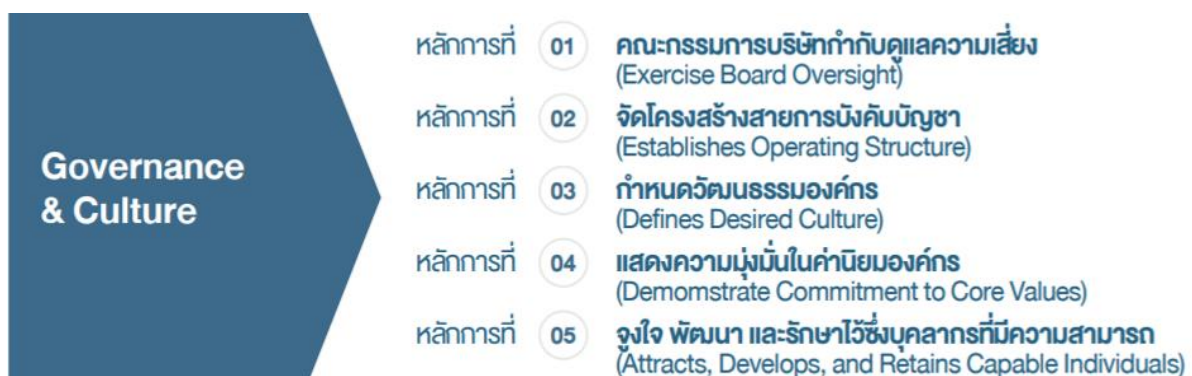 Governance
& Culture
หลักการที่ 01 คณะกรรมการบริษัทกำกับดูแลความเสี่ยง
(Exercise Board Oversight)
หลักการที่ 02 จัดโครงสร้างสายการบังคับบัญชา
(Establishes Operating Structure)
หลักการที่ 03 กำหนดวัฒนธรรมองค์กร
(Defines Desired Culture)
หลักการที่ 04 แสดงความมุ่งมั่นในค่านิยมองค์กร
(Demomstrate Commitment to Core Values)
หลักการที่ 05 จูงใจ พัฒนา และรักษาไว้ซึ่งบุคลากรที่มีความสามารถ
(Attracts, Develops, and Retains Capable Individuals)